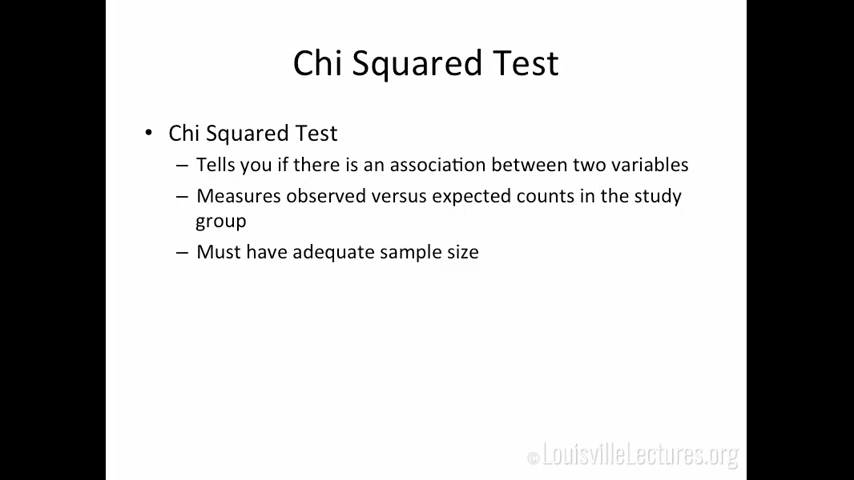 Chi Squared Test
• Chi Squared Test
– Tells you if there is an association between two variables
– Measures observed versus expected counts in the study
group
– Must have adequate sample size
© LouisvilleLectures.org